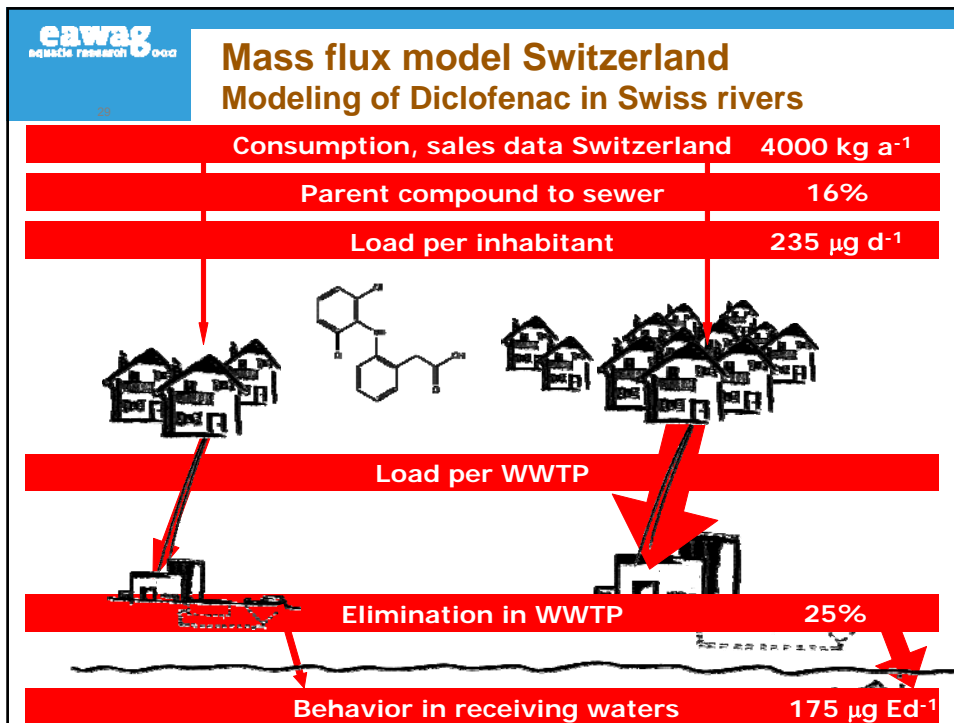 eawag
aquatic research
Mass flux model Switzerland
Modeling of Diclofenac in Swiss rivers
Consumption, sales data Switzerland 4000 kg a⁻¹
Parent compound to sewer 16%
Load per inhabitant 235 µg d⁻¹
Load per WWTP
Elimination in WWTP 25%
Behavior in receiving waters 175 µg Ed⁻¹